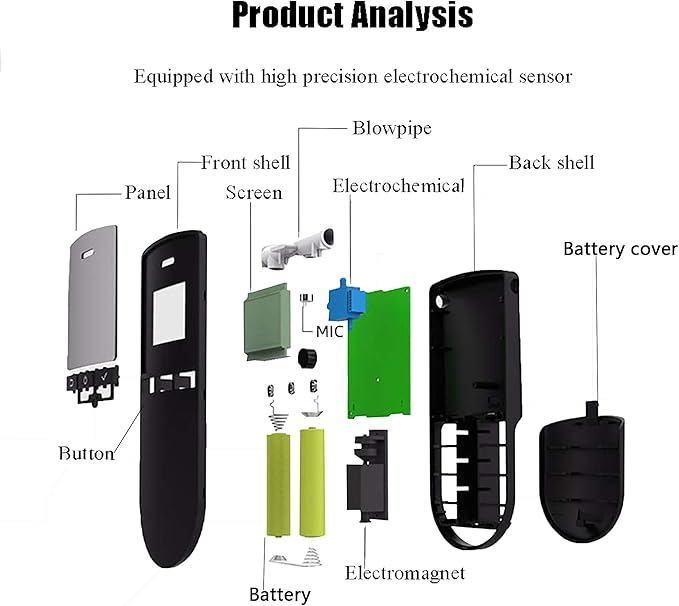 Product Analysis
Equipped with high precision electrochemical sensor
Blowpipe
Front shell
Back shell
Panel
Screen
Electrochemical
Battery cover
MIC
Button
Electromagnet
Battery